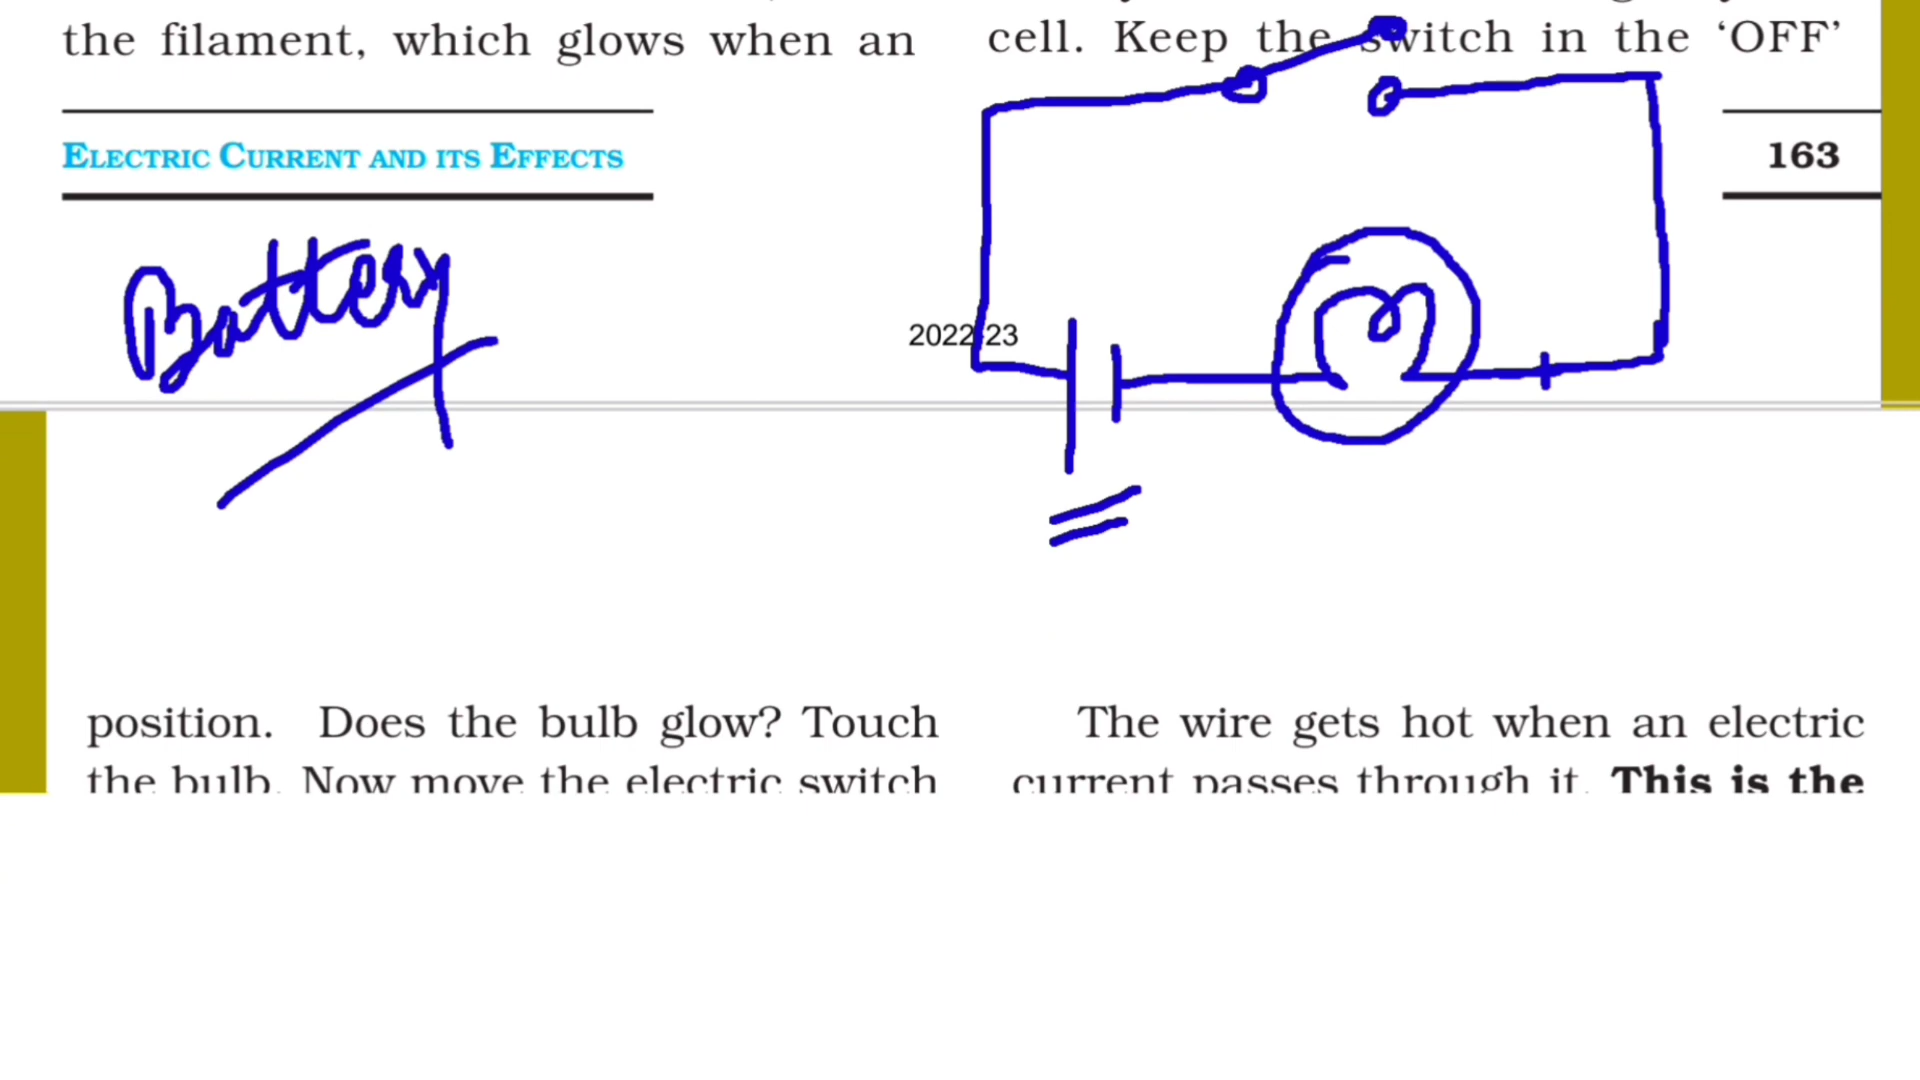 the filament, which glows when an
cell. Keep the switch in the ‘OFF’
ELECTRIC CURRENT AND ITS EFFECTS
163
Battery
2022-23
position. Does the bulb glow? Touch
the bulb. Now move the electric switch
The wire gets hot when an electric
current passes through it. This is the